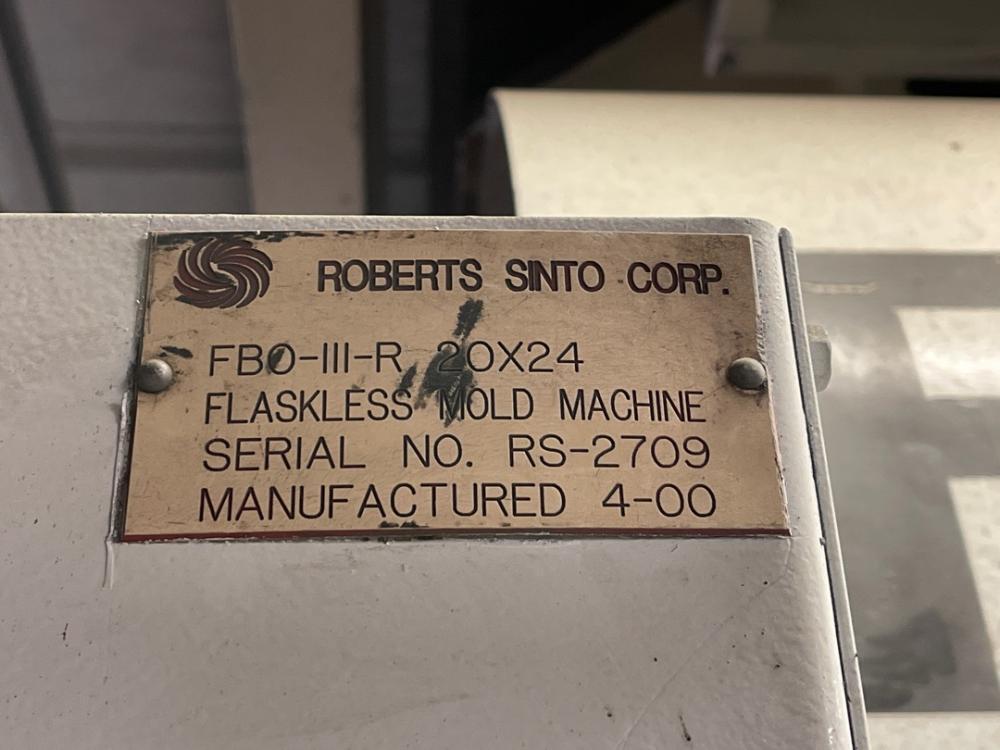 ROBERTS SINTO CORP.
FBO-III-R 20X24
FLASKLESS MOLD MACHINE
SERIAL NO. RS-2709
MANUFACTURED 4-00